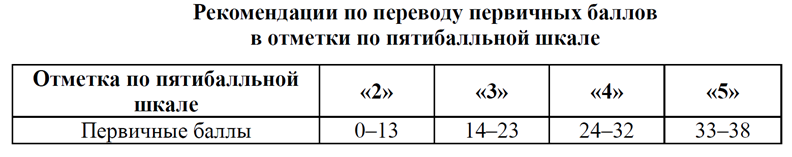 Рекомендации по переводу первичных баллов
в отметки по пятибалльной шкале
Отметка по пятибалльной
шкале
«2» «3» «4» «5»
Первичные баллы 0–13 14–23 24–32 33–38